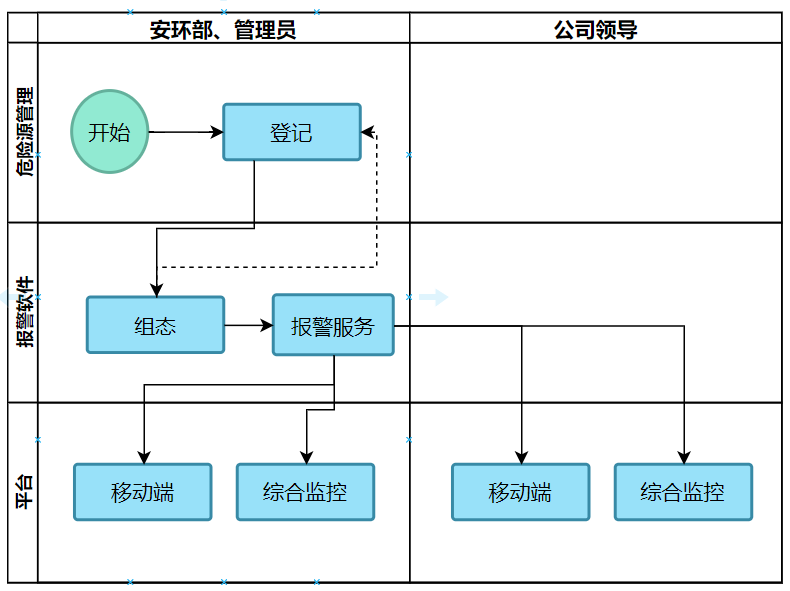 安环部、管理员
公司领导
危险源管理
开始
登记
报警软件
组态
报警服务
平台
移动端
综合监控
移动端
综合监控